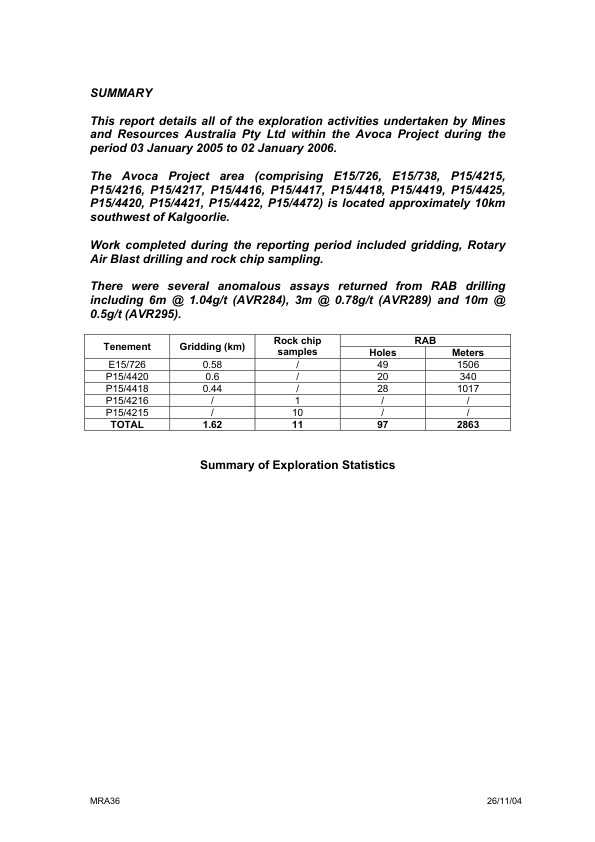 SUMMARY
This report details all of the exploration activities undertaken by Mines
and Resources Australia Pty Ltd within the Avoca Project during the
period 03 January 2005 to 02 January 2006.
The Avoca Project area (comprising E15/726, E15/738, P15/4215,
P15/4216, P15/4217, P15/4416, P15/4417, P15/4418, P15/4419, P15/4425,
P15/4420, P15/4421, P15/4422, P15/4472) is located approximately 10km
southwest of Kalgoorlie.
Work completed during the reporting period included gridding, Rotary
Air Blast drilling and rock chip sampling.
There were several anomalous assays returned from RAB drilling
including 6m @ 1.04g/t (AVR284), 3m @ 0.78g/t (AVR289) and 10m @
0.5g/t (AVR295).
Tenement Gridding (km) Rock chip samples RAB
Holes Meters
E15/726 0.58 / 49 1506
P15/4420 0.6 / 20 340
P15/4418 0.44 / 28 1017
P15/4216 / 1 / /
P15/4215 / 10 / /
TOTAL 1.62 11 97 2863
Summary of Exploration Statistics
MRA36 26/11/04